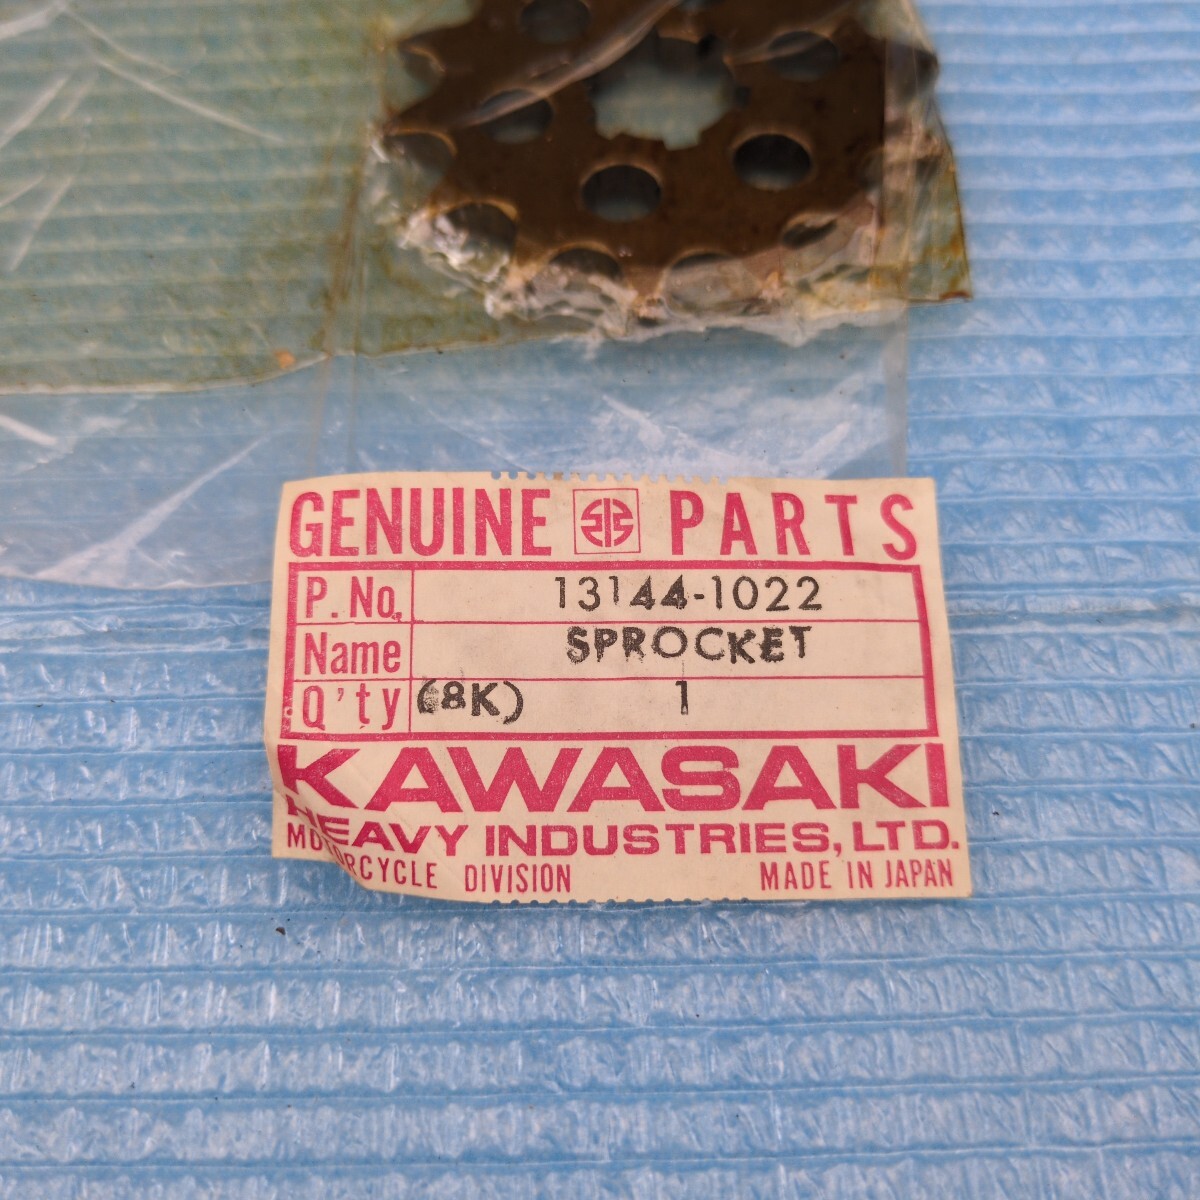 GENUINE PARTS
P. No. 13144-1022
Name SPROCKET
Q'ty (8K) 1
KAWASAKI
HEAVY INDUSTRIES, LTD.
MOTORCYCLE DIVISION MADE IN JAPAN